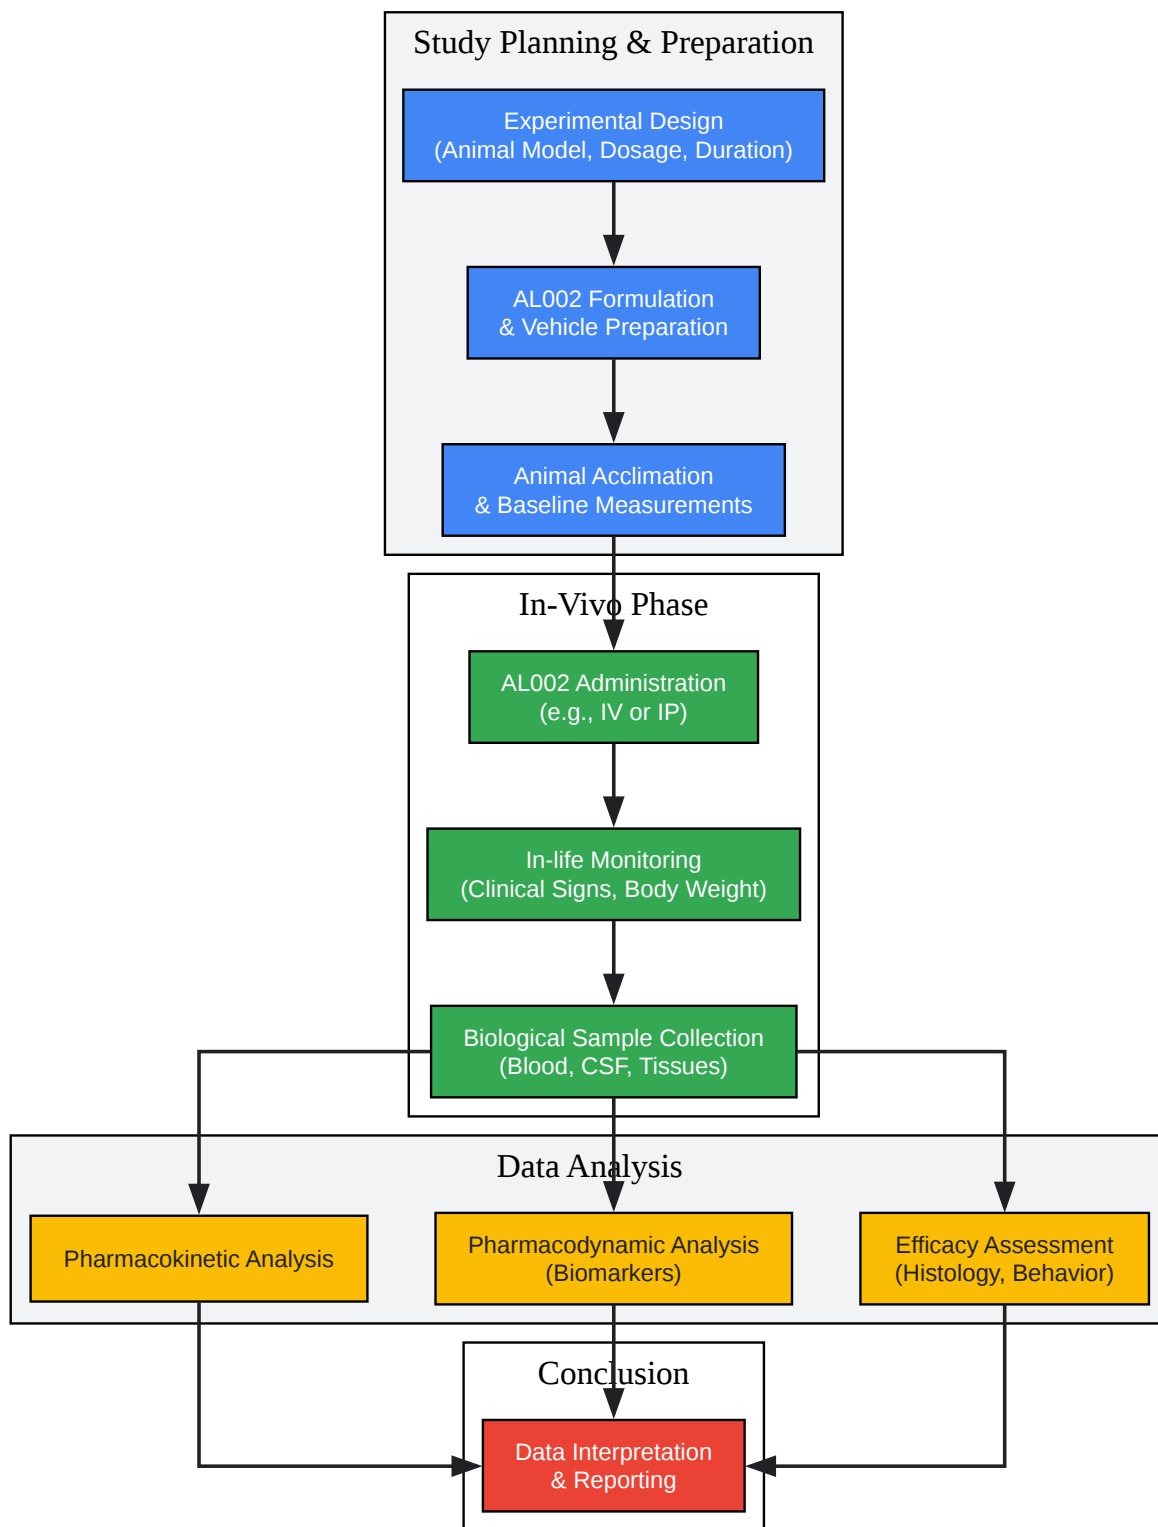 Study Planning & Preparation
Experimental Design
(Animal Model, Dosage, Duration)
AL002 Formulation
& Vehicle Preparation
Animal Acclimation
& Baseline Measurements
In-Vivo Phase
AL002 Administration
(e.g., IV or IP)
In-life Monitoring
(Clinical Signs, Body Weight)
Biological Sample Collection
(Blood, CSF, Tissues)
Data Analysis
Pharmacokinetic Analysis
Pharmacodynamic Analysis
(Biomarkers)
Efficacy Assessment
(Histology, Behavior)
Conclusion
Data Interpretation
& Reporting